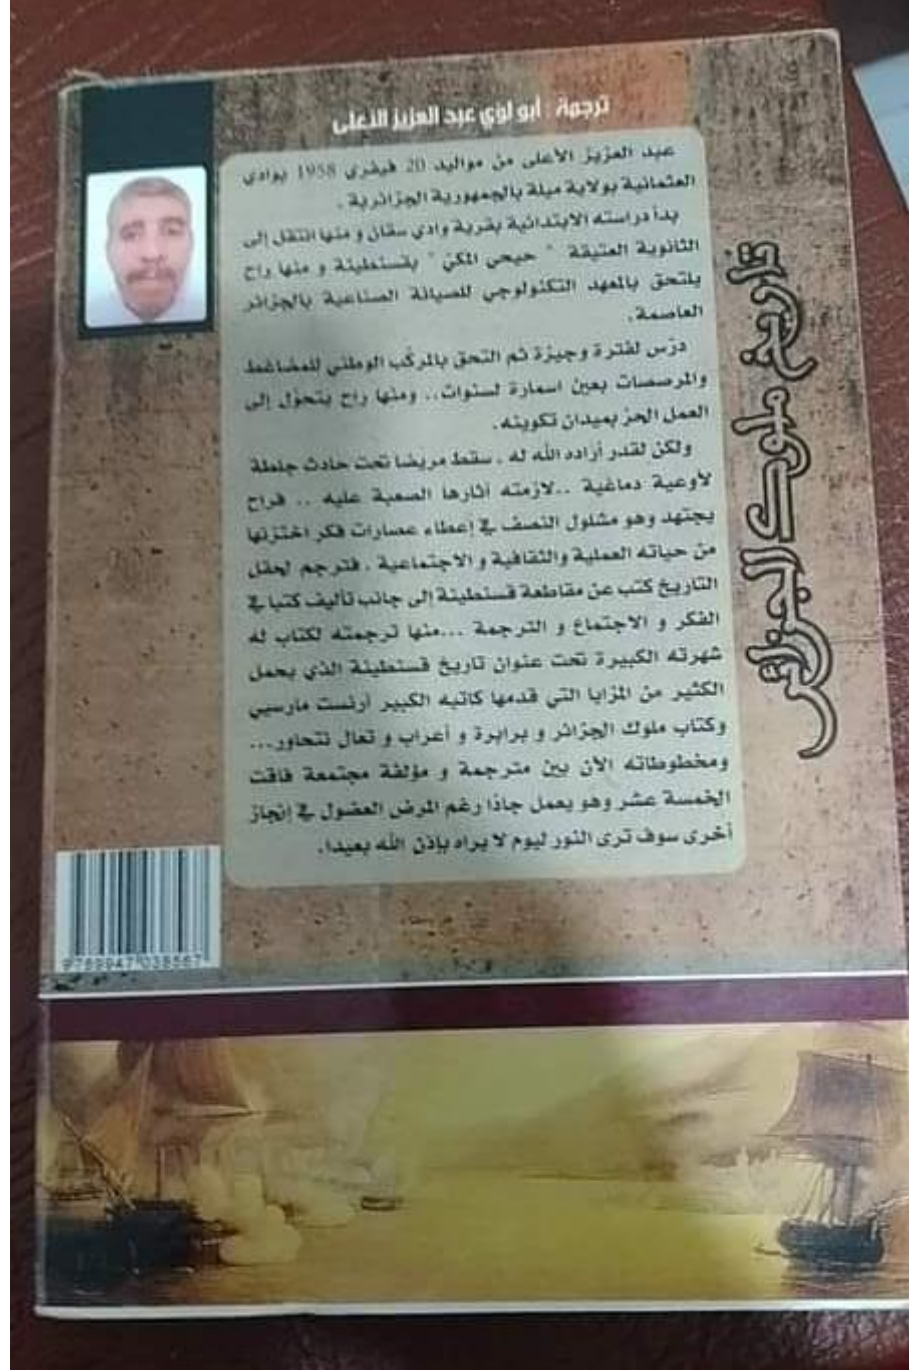 ترجمة : أبو لؤي عبد العزيز الأعلى
عبد العزيز الأعلى من مواليد 20 فيفري 1958 بوادي
العثمانية بولاية ميلة بالجمهورية الجزائرية .
بدأ دراسته الابتدائية بقرية وادي سقان و منها انتقل إلى
الثانوية العتيقة " حيحي المكي " بقسنطينة و منها راح
يلتحق بالمعهد التكنولوجي للصيانة الصناعية بالجزائر
العاصمة.
درّس لفترة وجيزة ثم التحق بالمركّب الوطني للمضاغط
والمرصصات بعين اسمارة لسنوات.. ومنها راح يتحوّل إلى
العمل الحرّ بميدان تكوينه.
ولكن لقدر أراده الله له . سقط مريضا تحت حادث جلطة
لأوعية دماغية ..لازمته أثارها الصعبة عليه .. فراح
يجتهد وهو مشلول النصف في إعطاء عصارات فكر اختزنها
من حياته العملية والثقافية و الاجتماعية . فترجم لحقل
التاريخ كتب عن مقاطعة قسنطينة إلى جانب تأليف كتبا في
الفكر و الاجتماع و الترجمة ...منها ترجمته لكتاب له
شهرته الكبيرة تحت عنوان تاريخ قسنطينة الذي يحمل
الكثير من المزايا التي قدمها كاتبه الكبير أرنست مارسيي
وكتاب ملوك الجزائر و برابرة و أعراب و تعال نتحاور...
ومخطوطاته الآن بين مترجمة و مؤلفة مجتمعة فاقت
الخمسة عشر وهو يعمل جادّا رغم المرض العضول في إنجاز
أخرى سوف ترى النور ليوم لا يراه بإذن الله بعيدا.
تاريخ ملوك الجزائر
9789947038567